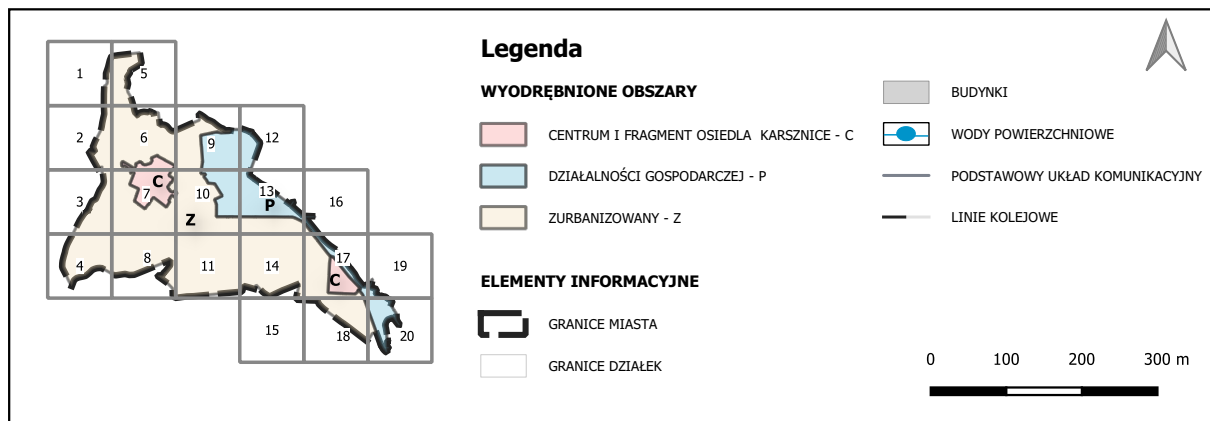 1
5
2
6
9
12
C
3
7
10
13
P
16
Z
4
8
11
14
17
C
19
15
18
20
Legenda
WYODRĘBNIONE OBSZARY
CENTRUM I FRAGMENT OSIEDLA KARSZNICE - C
DZIAŁALNOŚCI GOSPODARCZEJ - P
ZURBANIZOWANY - Z
ELEMENTY INFORMACYJNE
GRANICE MIASTA
GRANICE DZIAŁEK
BUDYNKI
WODY POWIERZCHNIOWE
PODSTAWOWY UKŁAD KOMUNIKACYJNY
LINIE KOLEJOWE
0 100 200 300 m